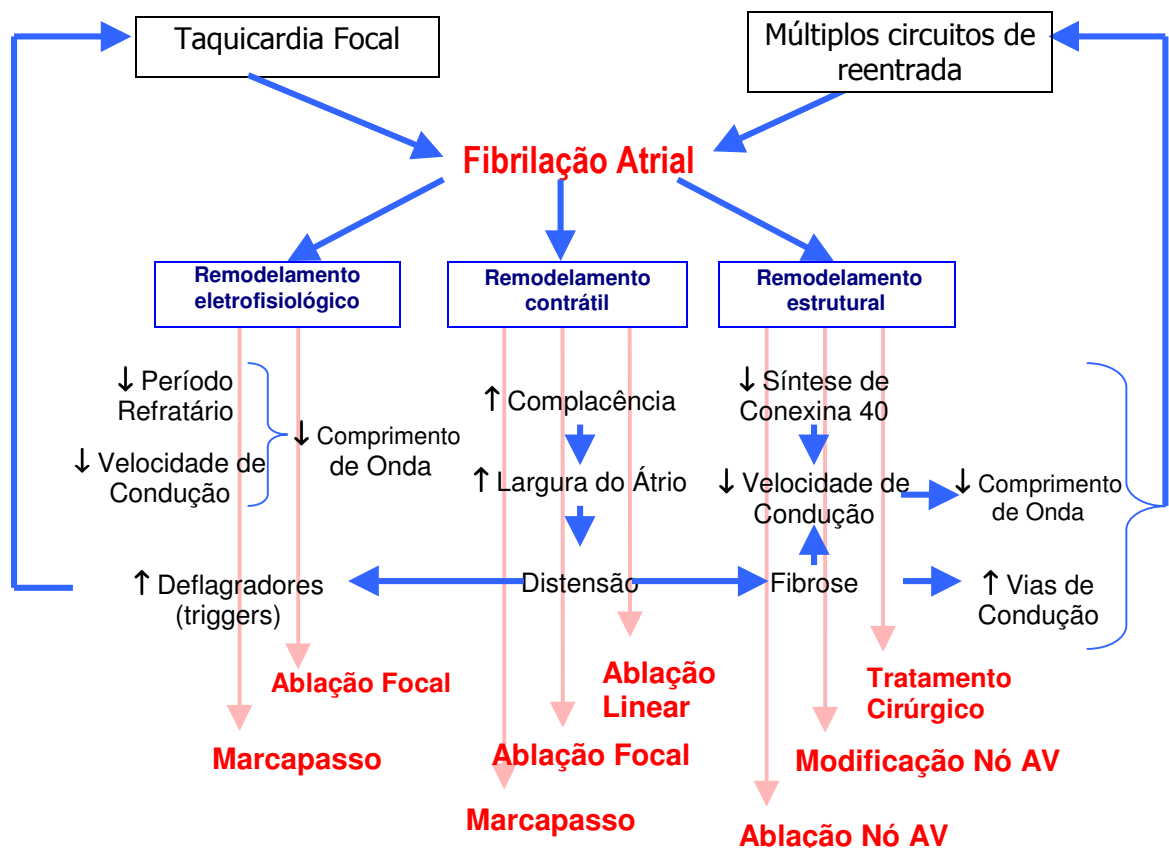 Taquicardia Focal
Múltiplos circuitos de
reentrada
Fibrilação Atrial
Remodelamento
eletrofisiológico
Remodelamento
contrátil
Remodelamento
estrutural
↓ Período
Refratário
↓ Velocidade de
Condução
↓ Comprimento
de Onda
↑ Complacência
↑ Largura do Átrio
↓ Síntese de
Conexina 40
↓ Velocidade de
Condução
↓ Comprimento
de Onda
↑ Deflagradores
(triggers)
Distensão
Fibrose
↑ Vias de
Condução
Ablação Focal
Marcapasso
Ablação
Linear
Ablação Focal
Marcapasso
Tratamento
Cirúrgico
Modificação Nó AV
Ablação Nó AV